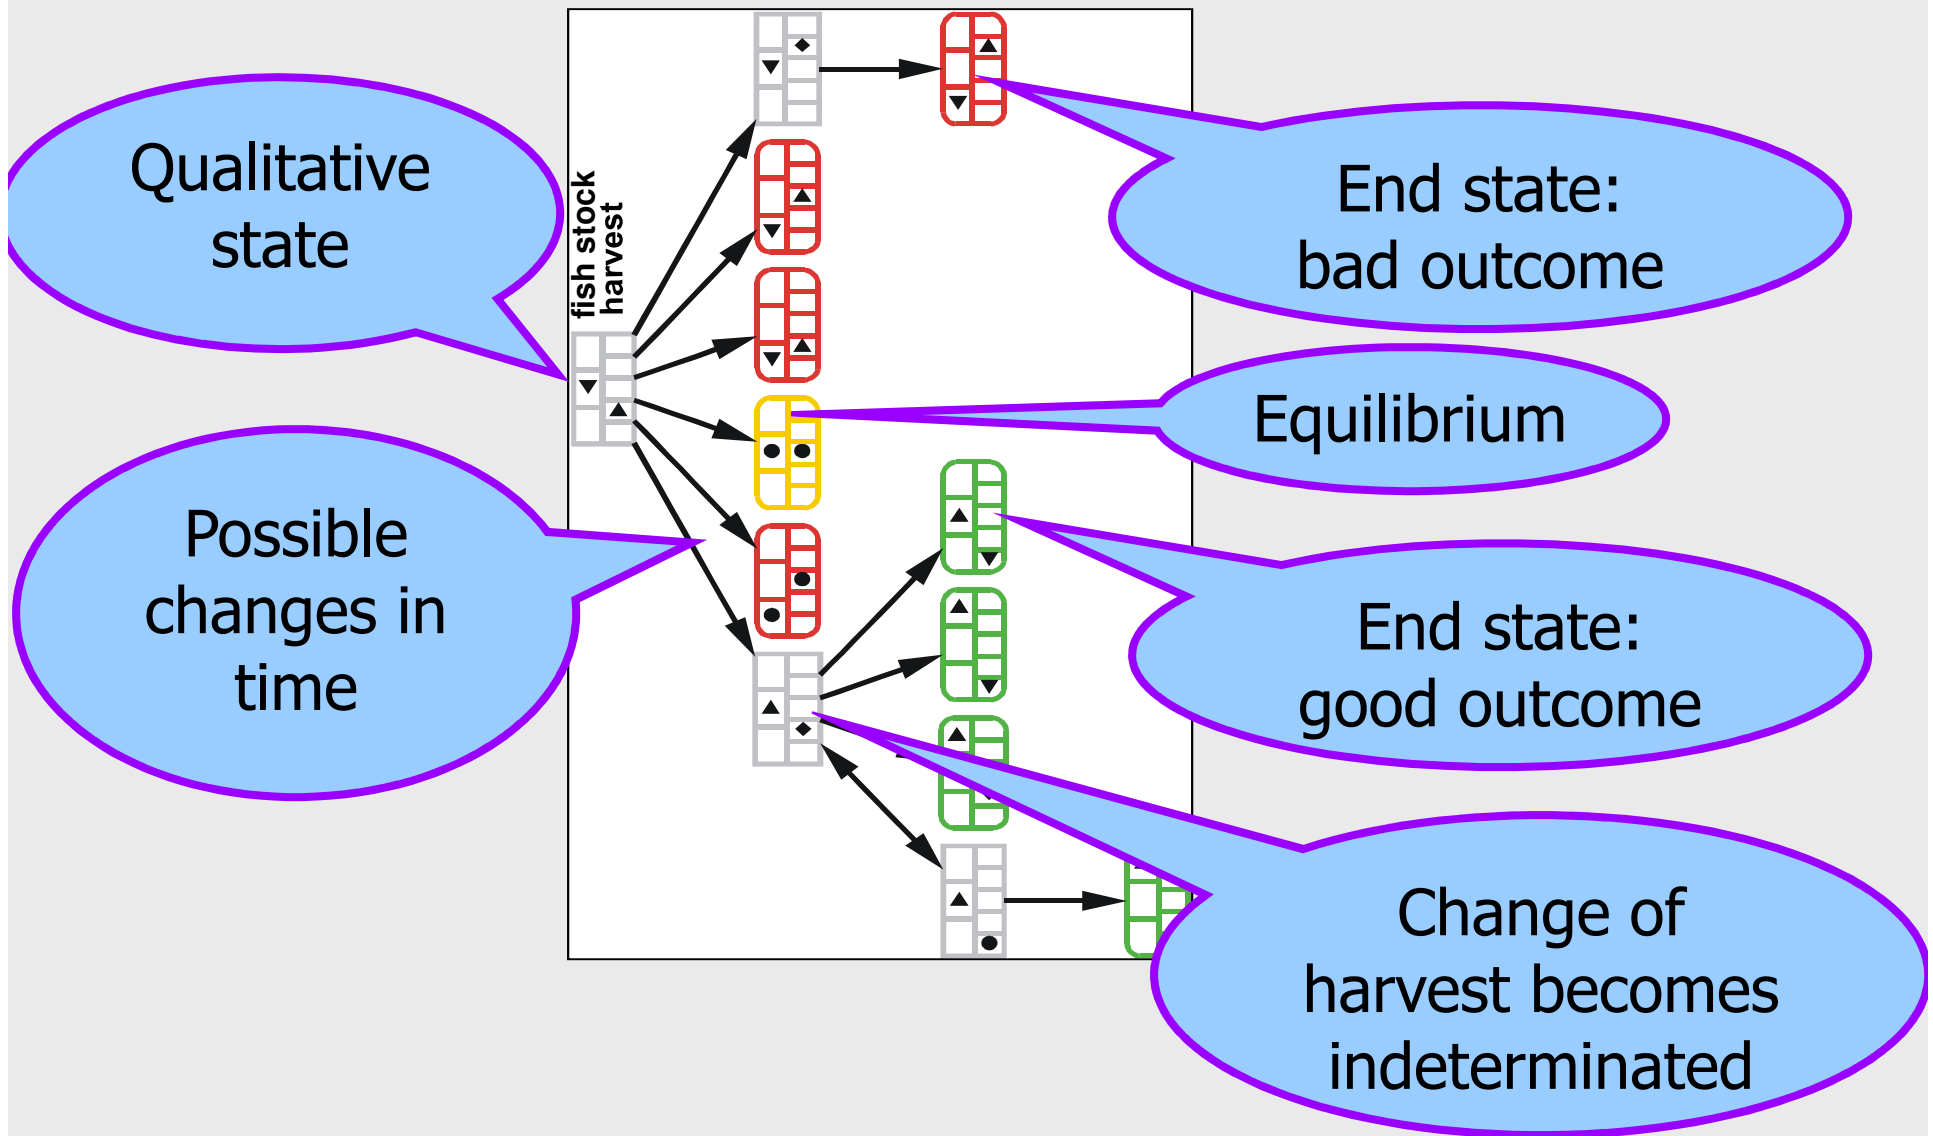 Qualitative
state
fish stock
harvest
End state:
bad outcome
Equilibrium
Possible
changes in
time
End state:
good outcome
Change of
harvest becomes
indeterminated